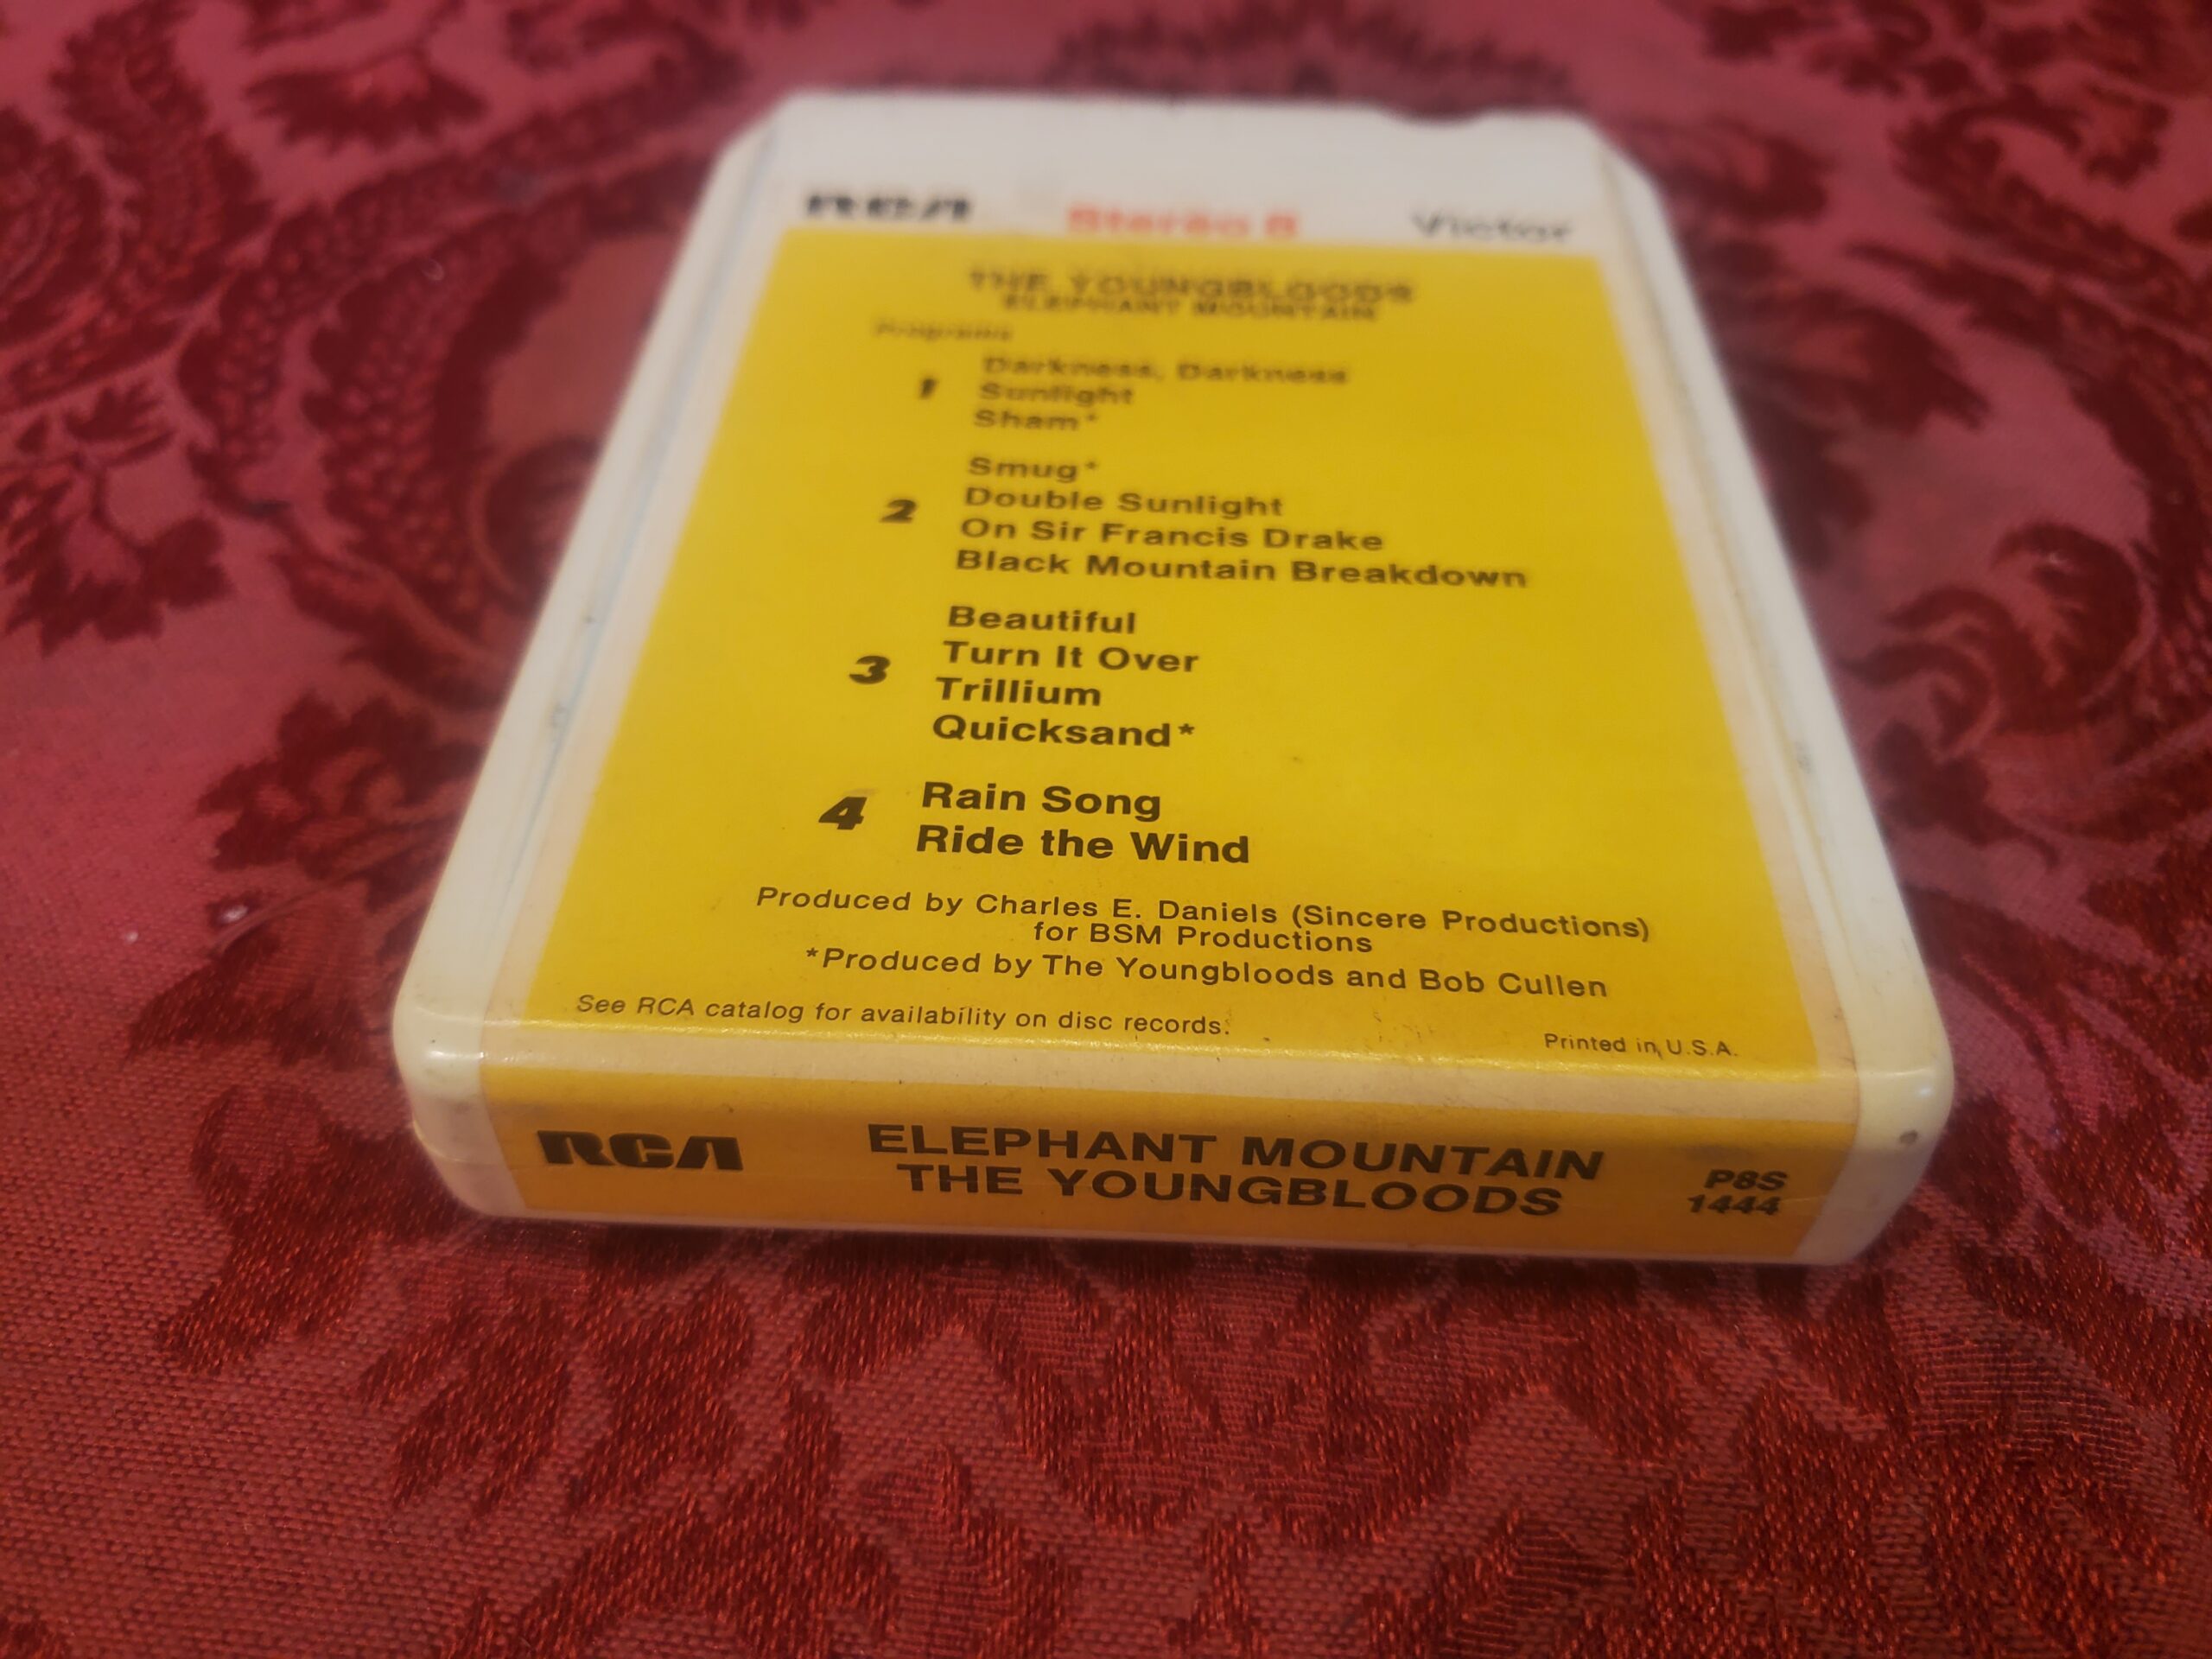 RCA Stereo 8 Victor
THE YOUNGBLOODS
ELEPHANT MOUNTAIN
Programs
1
Darkness, Darkness
Sunlight
Sham*
2
Smug*
Double Sunlight
On Sir Francis Drake
Black Mountain Breakdown
3
Beautiful
Turn It Over
Trillium
Quicksand*
4
Rain Song
Ride the Wind
Produced by Charles E. Daniels (Sincere Productions)
for BSM Productions
*Produced by The Youngbloods and Bob Cullen
See RCA catalog for availability on disc records.
Printed in U.S.A.
RCA
ELEPHANT MOUNTAIN
THE YOUNGBLOODS
P8S
1444